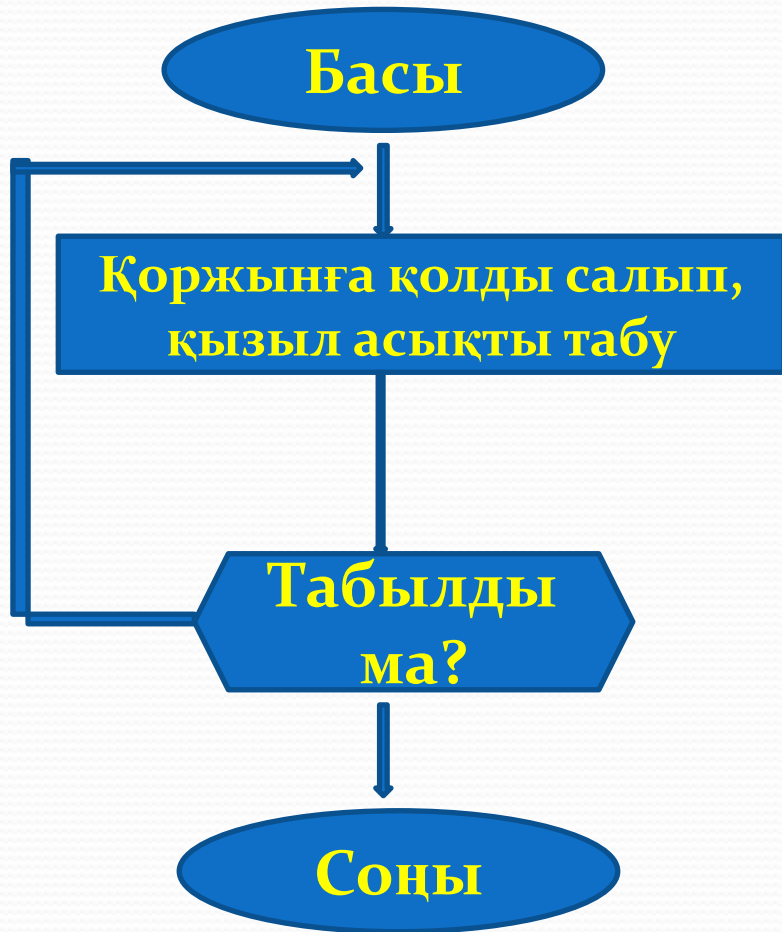 Басы
Қоржынға қолды салып,
қызыл асықты табу
Табылды
ма?
Соңы